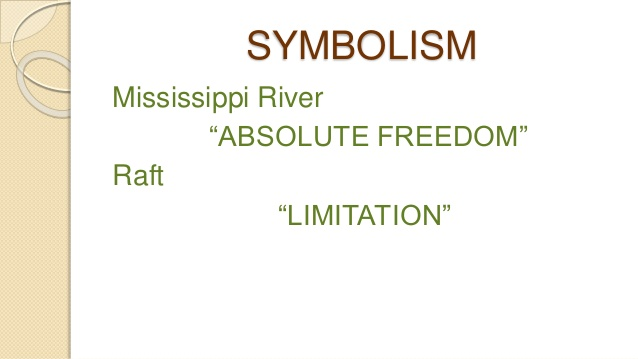 SYMBOLISM
Mississippi River
“ABSOLUTE FREEDOM”
Raft
“LIMITATION”